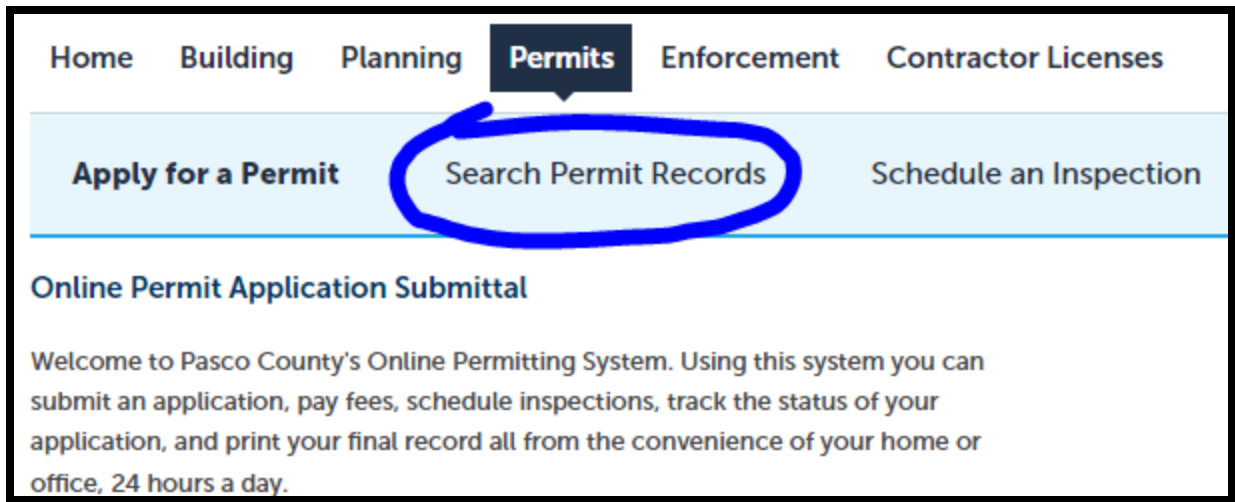 Home Building Planning Permits Enforcement Contractor Licenses
Apply for a Permit Search Permit Records Schedule an Inspection
Online Permit Application Submittal
Welcome to Pasco County's Online Permitting System. Using this system you can
submit an application, pay fees, schedule inspections, track the status of your
application, and print your final record all from the convenience of your home or
office, 24 hours a day.